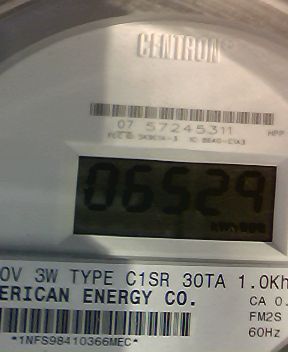 CENTRON®
07 57245311
HPP
06529
0V 3W TYPE C1SR 30TA 1.0Kh
ERICAN ENERGY CO. CA 0.
FM2S
60Hz
*1NFS98410366MEC*